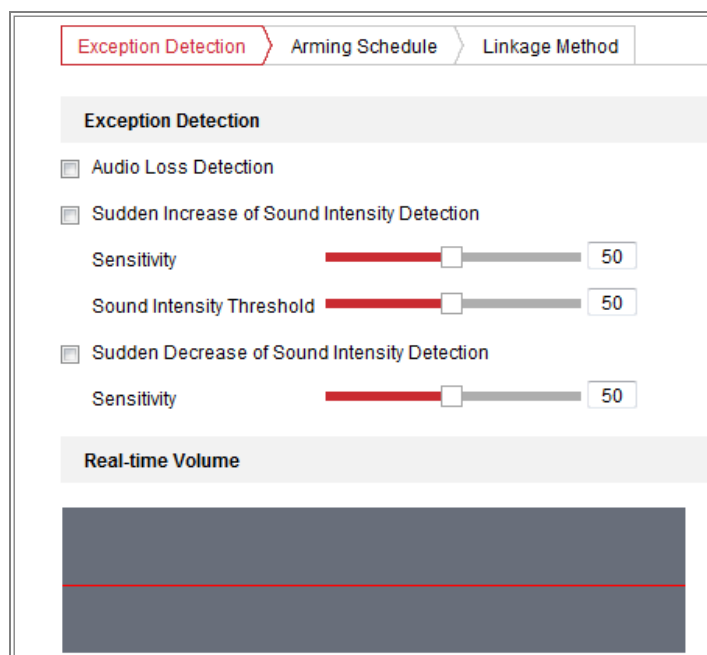 Exception Detection Arming Schedule Linkage Method
Exception Detection
Audio Loss Detection
Sudden Increase of Sound Intensity Detection
Sensitivity 50
Sound Intensity Threshold 50
Sudden Decrease of Sound Intensity Detection
Sensitivity 50
Real-time Volume